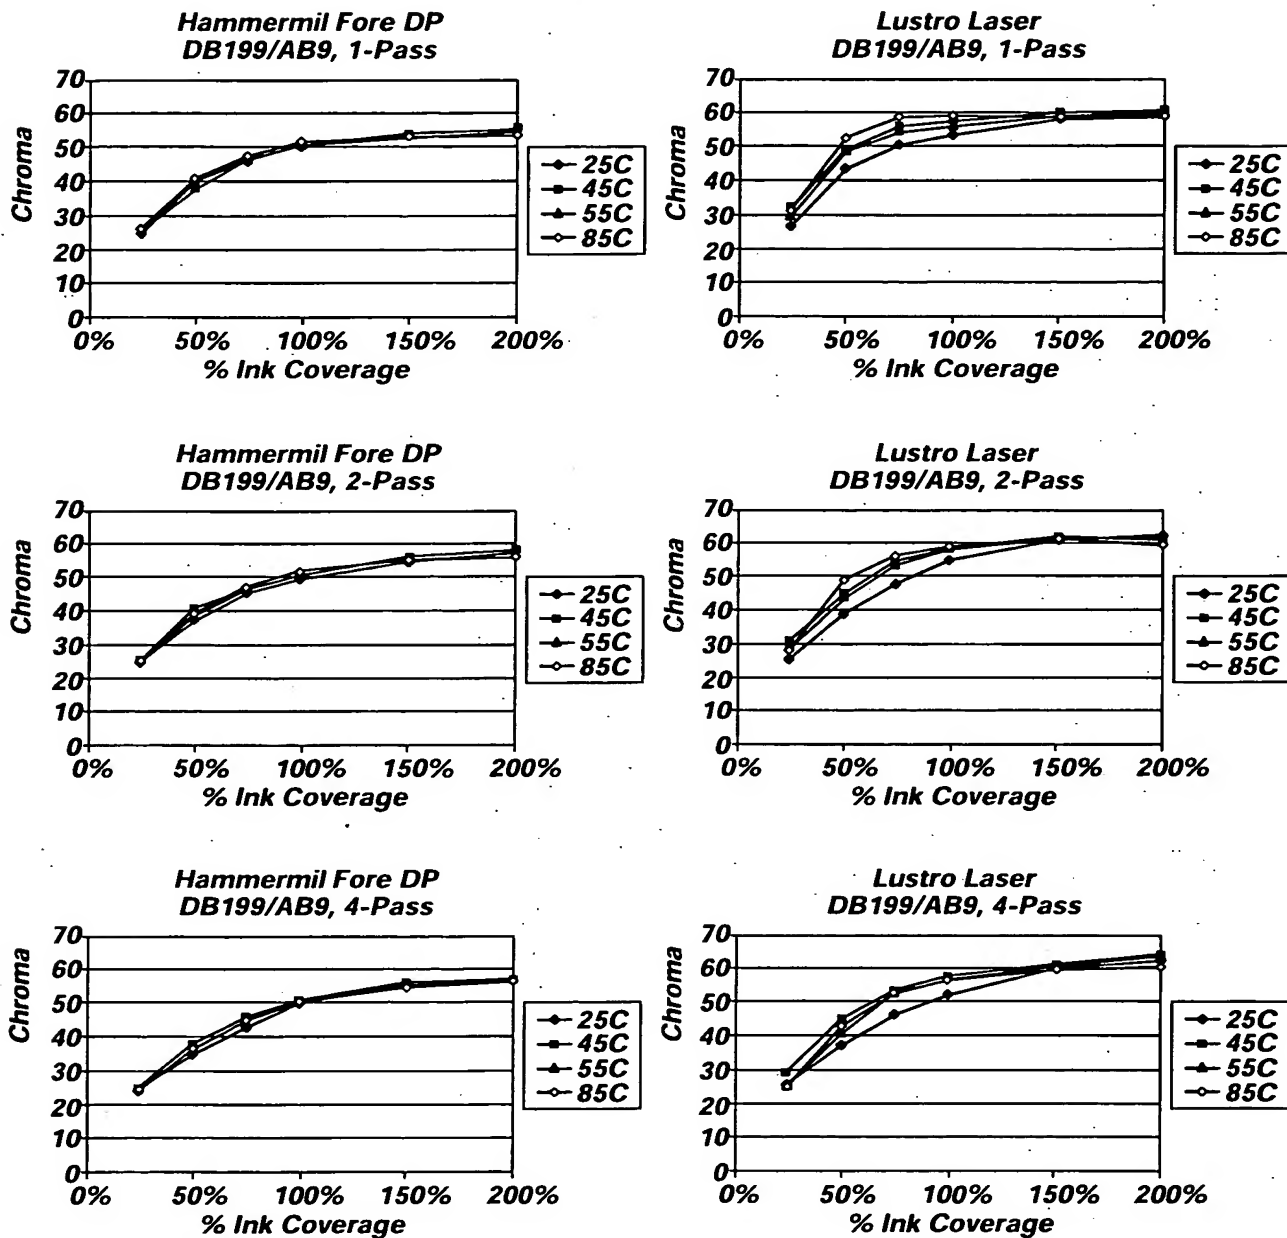 Hammermil Fore DP
DB199/AB9, 1-Pass
70
60
50
40
30
20
10
0
Chroma
0% 50% 100% 150% 200%
% Ink Coverage
25C
45C
55C
85C
Lustro Laser
DB199/AB9, 1-Pass
70
60
50
40
30
20
10
0
Chroma
0% 50% 100% 150% 200%
% Ink Coverage
25C
45C
55C
85C
Hammermil Fore DP
DB199/AB9, 2-Pass
70
60
50
40
30
20
10
0
Chroma
0% 50% 100% 150% 200%
% Ink Coverage
25C
45C
55C
85C
Lustro Laser
DB199/AB9, 2-Pass
70
60
50
40
30
20
10
0
Chroma
0% 50% 100% 150% 200%
% Ink Coverage
25C
45C
55C
85C
Hammermil Fore DP
DB199/AB9, 4-Pass
70
60
50
40
30
20
10
0
Chroma
0% 50% 100% 150% 200%
% Ink Coverage
25C
45C
55C
85C
Lustro Laser
DB199/AB9, 4-Pass
70
60
50
40
30
20
10
0
Chroma
0% 50% 100% 150% 200%
% Ink Coverage
25C
45C
55C
85C